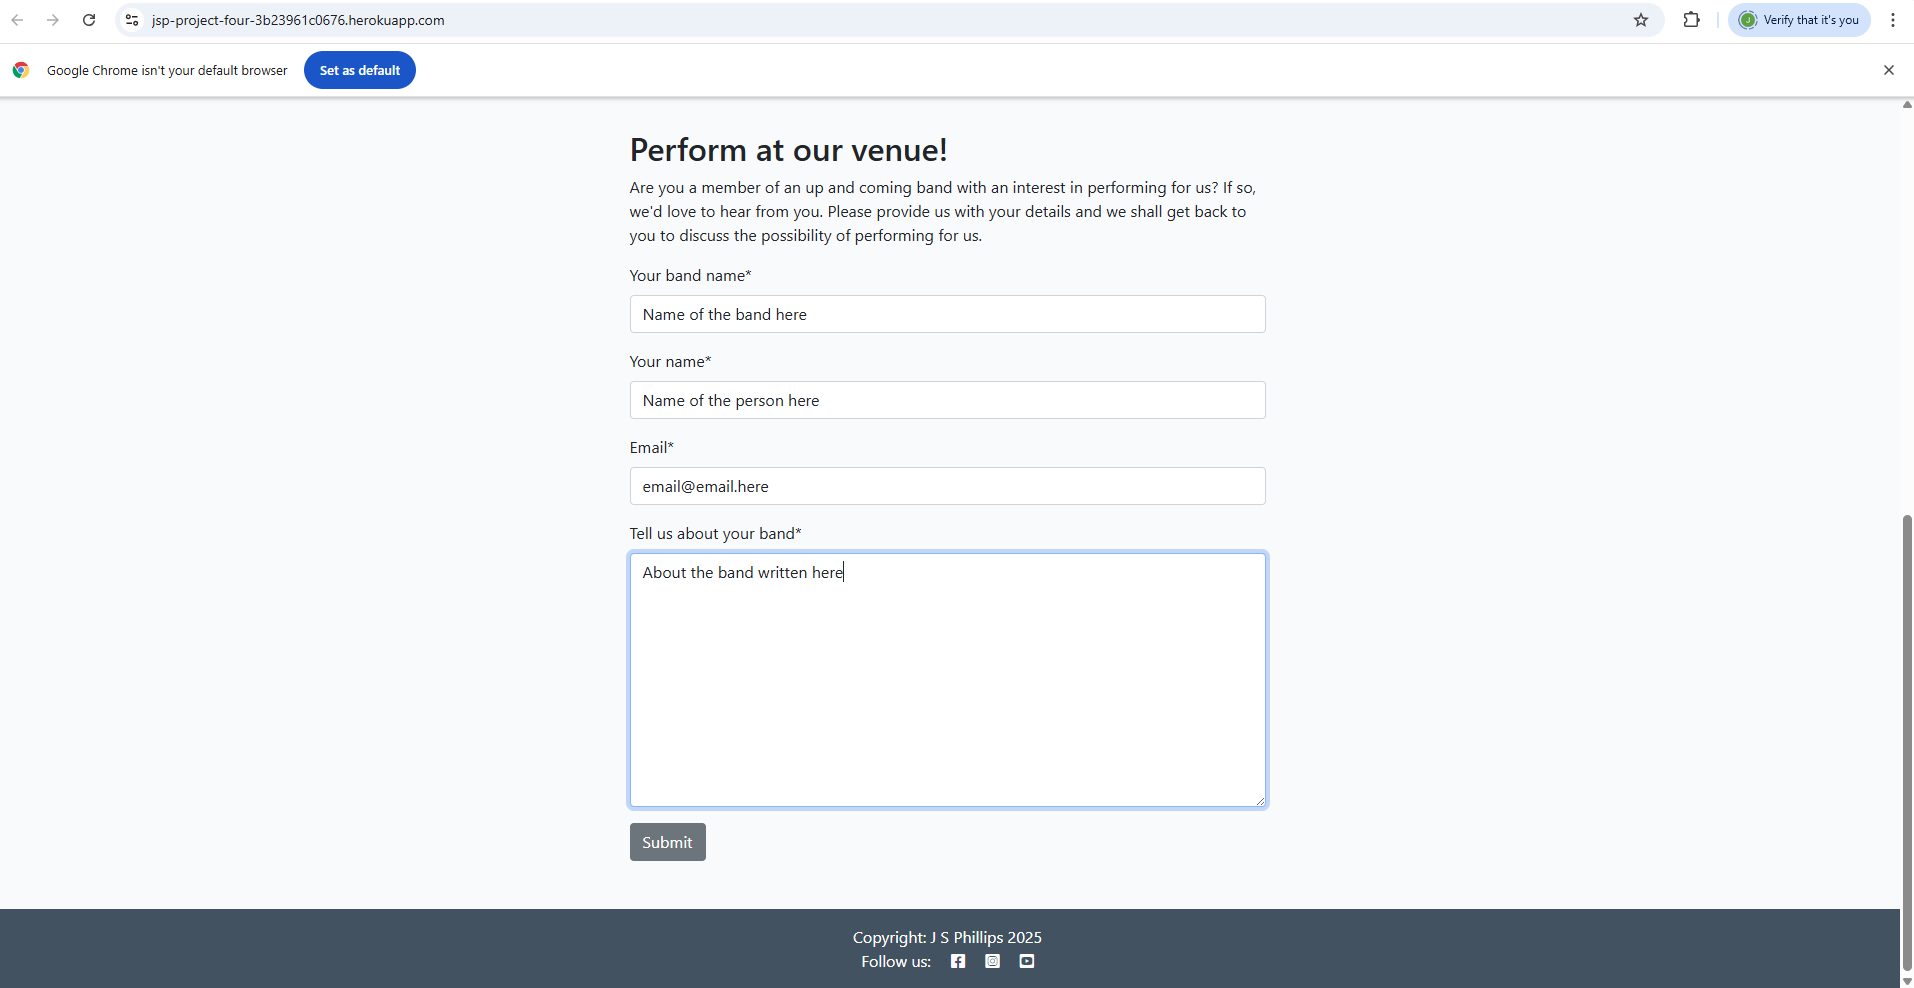 jsp-project-four-3b23961c0676.herokuapp.com
J
Verify that it's you
Google Chrome isn't your default browser
Set as default
Perform at our venue!
Are you a member of an up and coming band with an interest in performing for us? If so,
we'd love to hear from you. Please provide us with your details and we shall get back to
you to discuss the possibility of performing for us.
Your band name*
Name of the band here
Your name*
Name of the person here
Email*
email@email.here
Tell us about your band*
About the band written here
Submit
Copyright: J S Phillips 2025
Follow us: